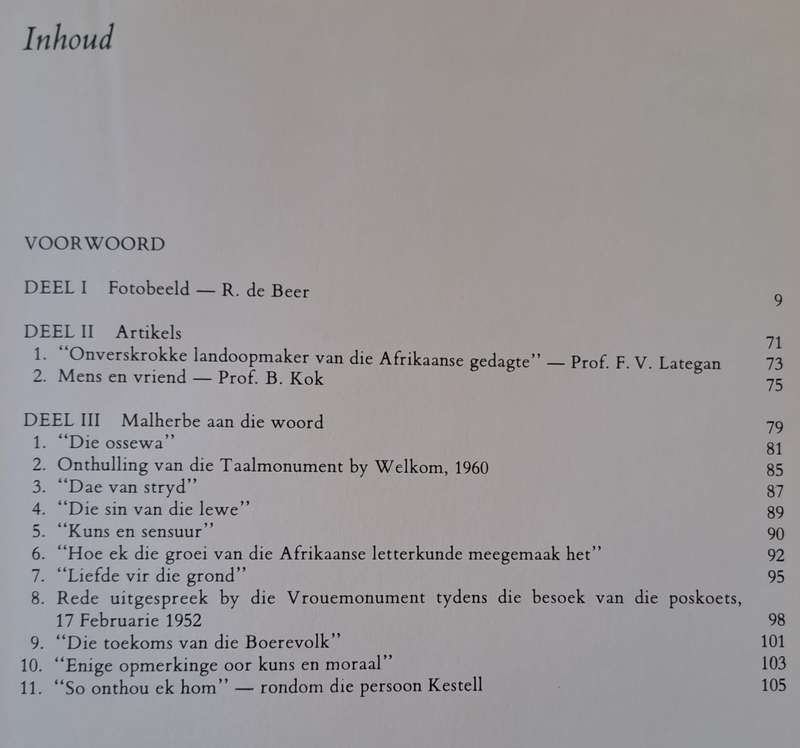 Inhoud
VOORWOORD
DEEL I Fotobeeld — R. de Beer 9
DEEL II Artikels 71
1. “Onverskrokke landoopmaker van die Afrikaanse gedagte” — Prof. F. V. Lategan 73
2. Mens en vriend — Prof. B. Kok 75
DEEL III Malherbe aan die woord 79
1. “Die ossewa” 81
2. Onthulling van die Taalmonument by Welkom, 1960 85
3. “Dae van stryd” 87
4. “Die sin van die lewe” 89
5. “Kuns en sensuur” 90
6. “Hoe ek die groei van die Afrikaanse letterkunde meegemaak het” 92
7. “Liefde vir die grond” 95
8. Rede uitgespreek by die Vrouemonument tydens die besoek van die poskoets,
17 Februarie 1952 98
9. “Die toekoms van die Boerevolk” 101
10. “Enige opmerkinge oor kuns en moraal” 103
11. “So onthou ek hom” — rondom die persoon Kestell 105